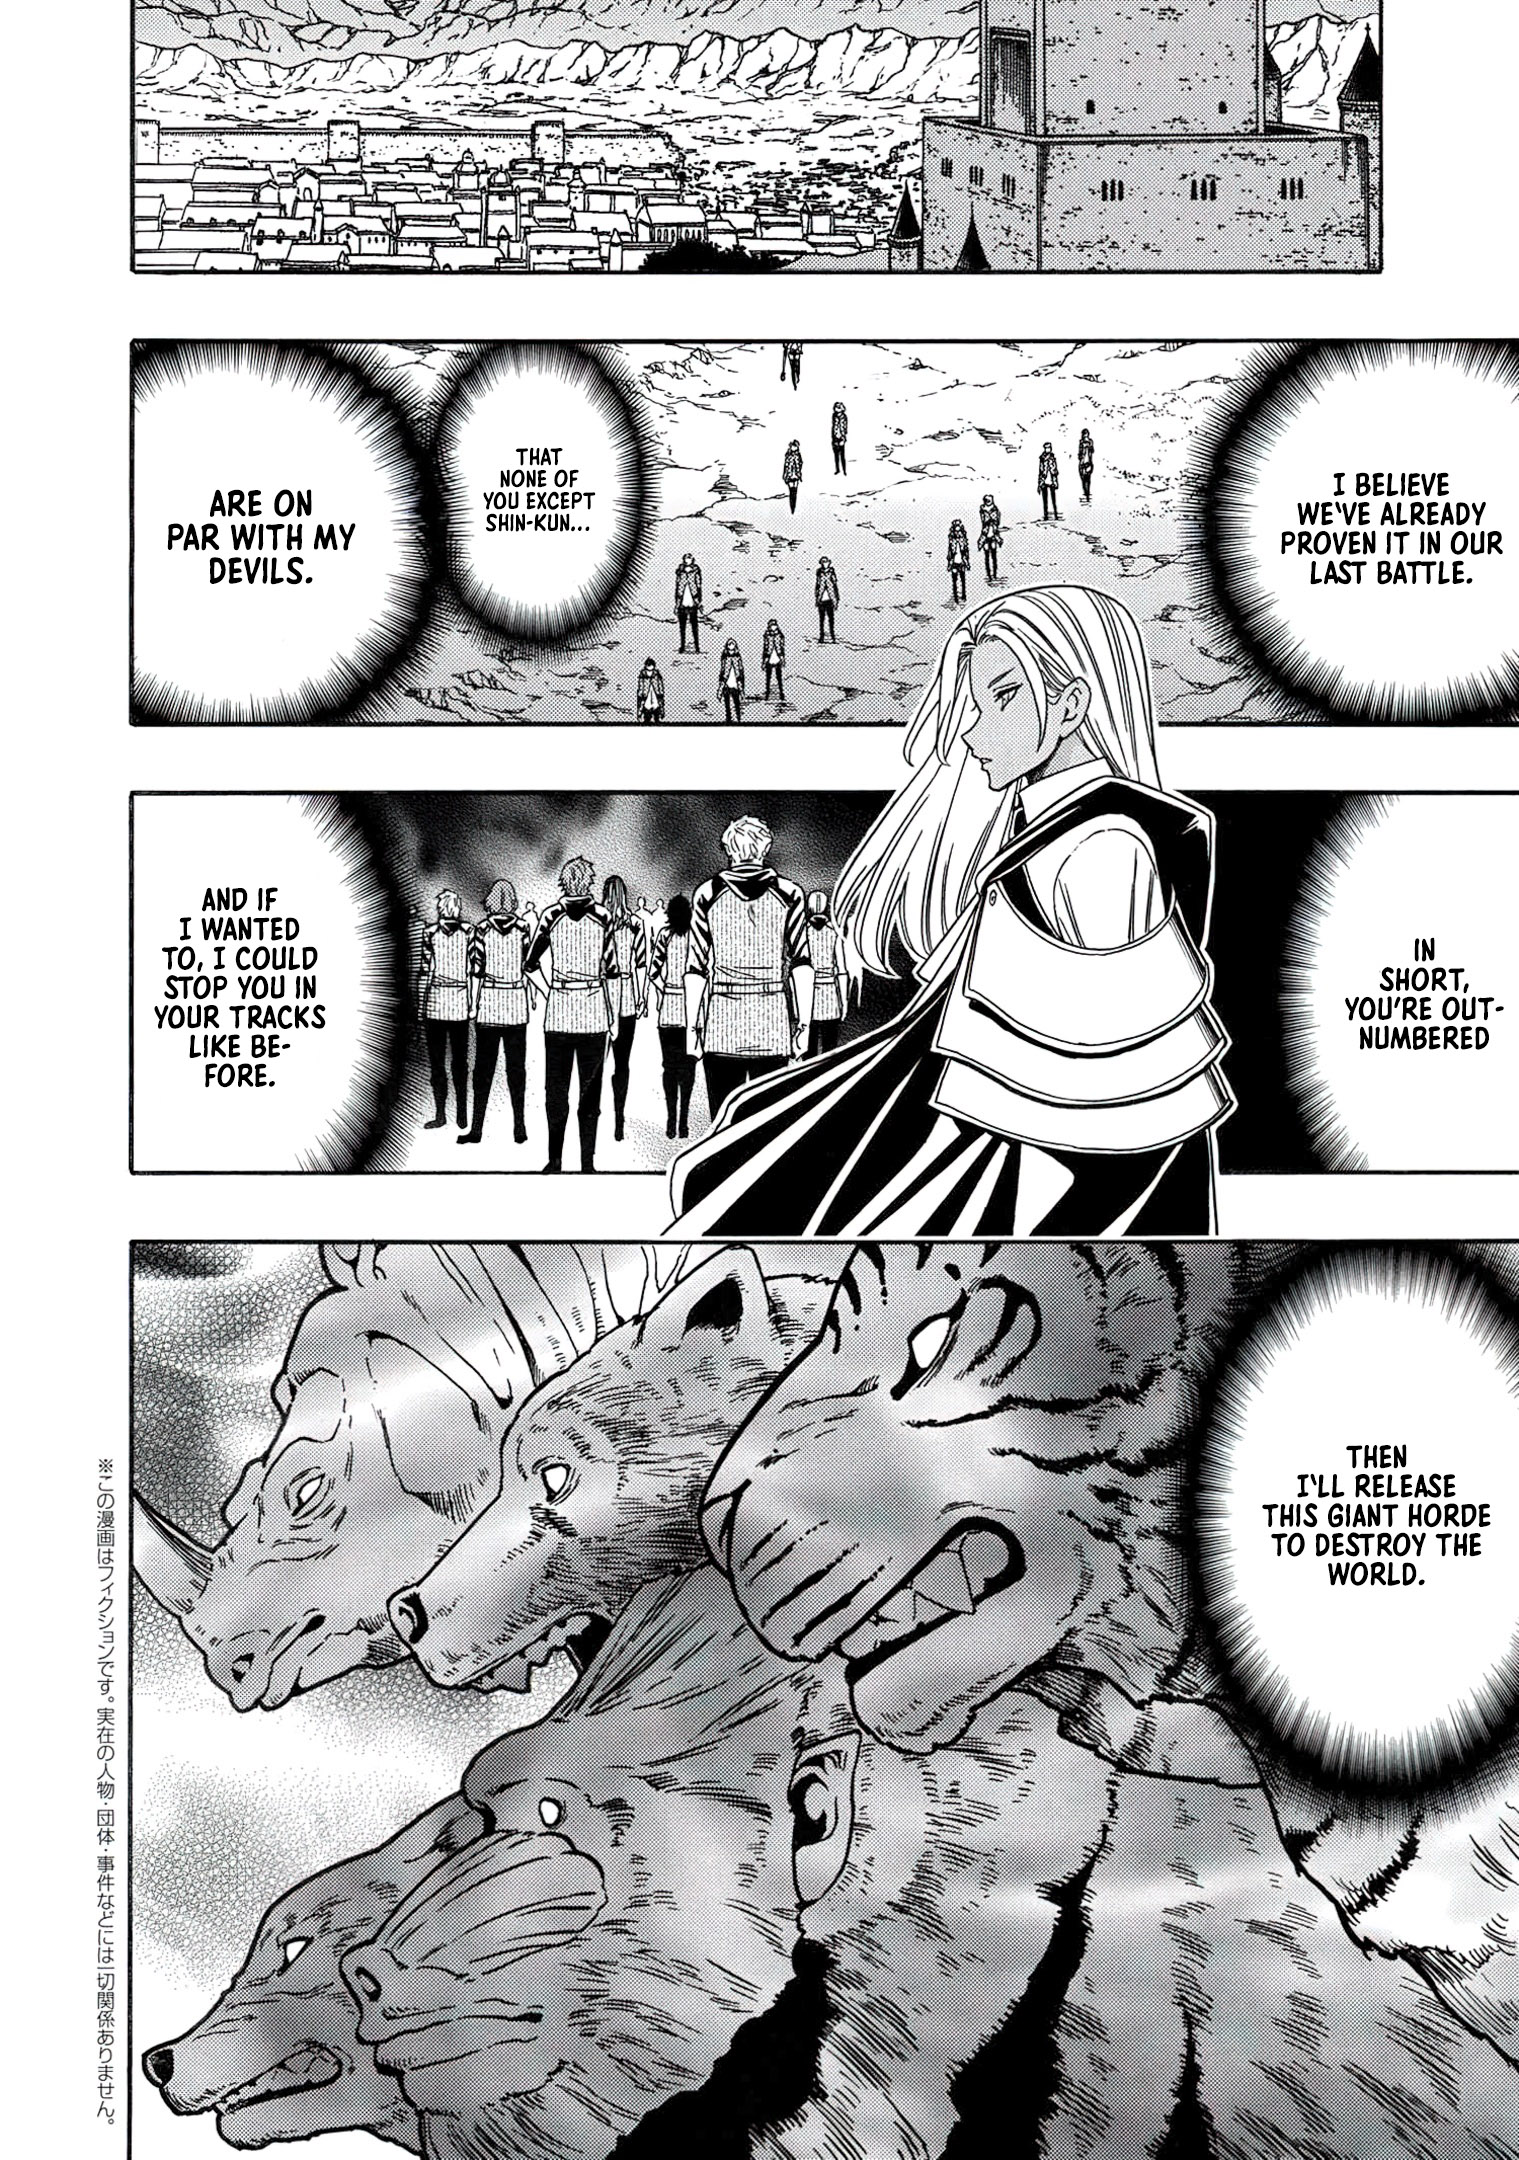 I BELIEVE
WE'VE ALREADY
PROVEN IT IN OUR
LAST BATTLE.
THAT
NONE OF
YOU EXCEPT
SHIN-KUN...
ARE ON
PAR WITH MY
DEVILS.
IN
SHORT,
YOU'RE OUT-
NUMBERED
AND IF
I WANTED
TO, I COULD
STOP YOU IN
YOUR TRACKS
LIKE BE-
FORE.
THEN
I'LL RELEASE
THIS GIANT HORDE
TO DESTROY THE
WORLD.
※この漫画はフィクションです。実在の人物・団体・事件などには一切関係ありません。